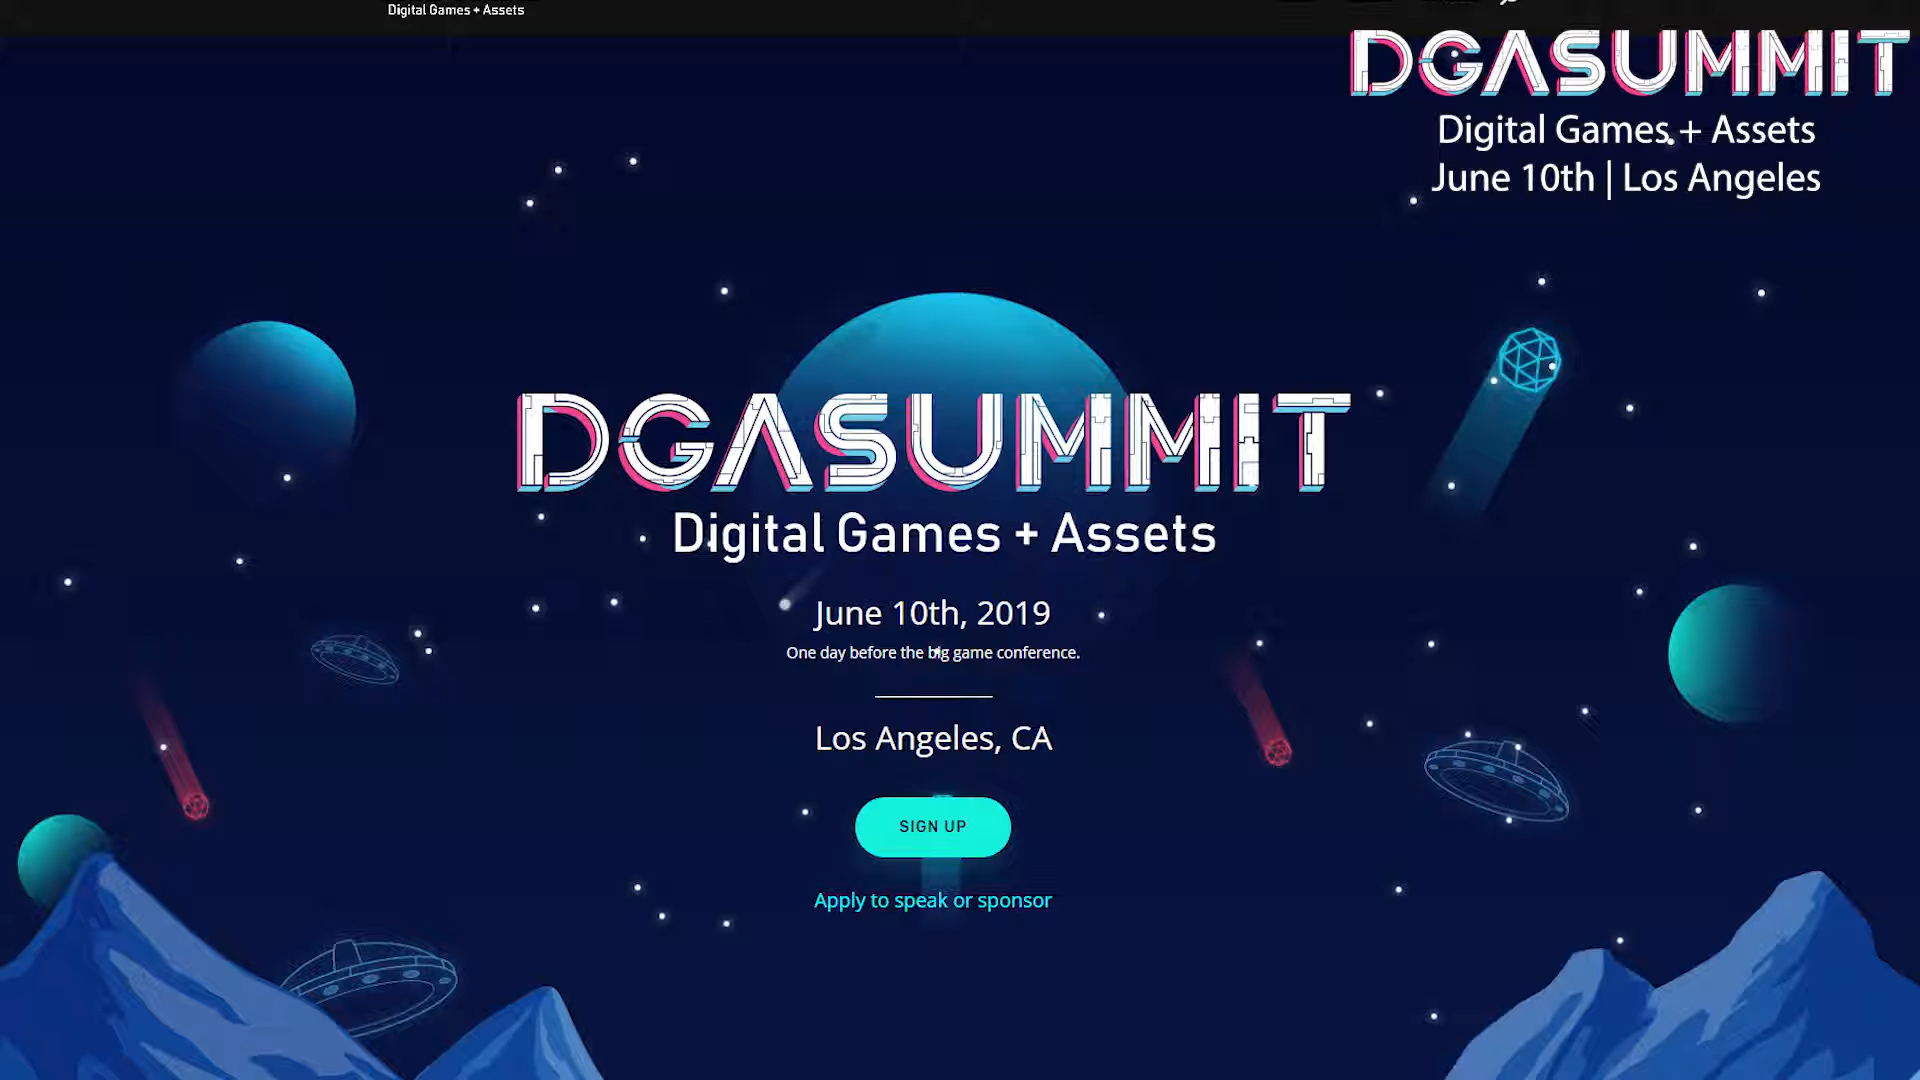 Digital Games + Assets
DGASUMMIT
Digital Games + Assets
June 10th | Los Angeles
DGASUMMIT
Digital Games + Assets
June 10th, 2019
One day before the big game conference.
Los Angeles, CA
SIGN UP
Apply to speak or sponsor